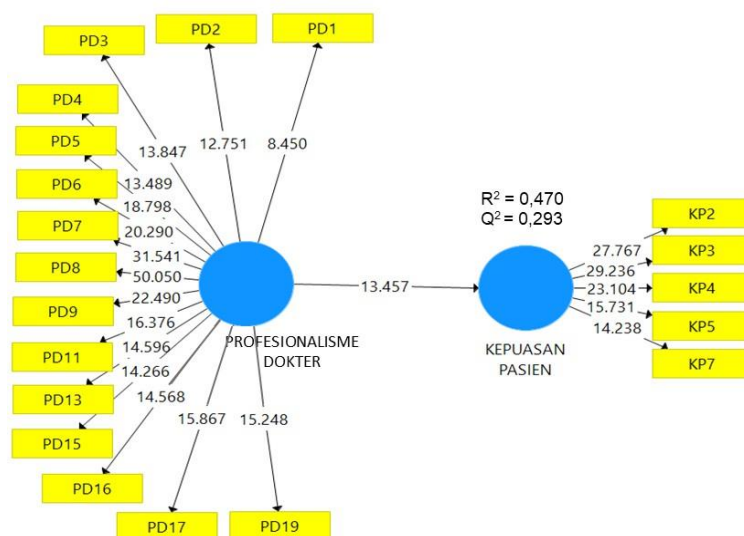 PD3
PD2
PD1
PD4
PD5
PD6
PD7
PD8
PD9
PD11
PD13
PD15
PD16
PD17
PD19
13.847
12.751
8.450
13.489
18.798
20.290
31.541
50.050
22.490
16.376
14.596
14.266
14.568
15.867
15.248
PROFESIONALISME
DOKTER
13.457
R² = 0,470
Q² = 0,293
KEPUASAN
PASIEN
27.767
29.236
23.104
15.731
14.238
KP2
KP3
KP4
KP5
KP7